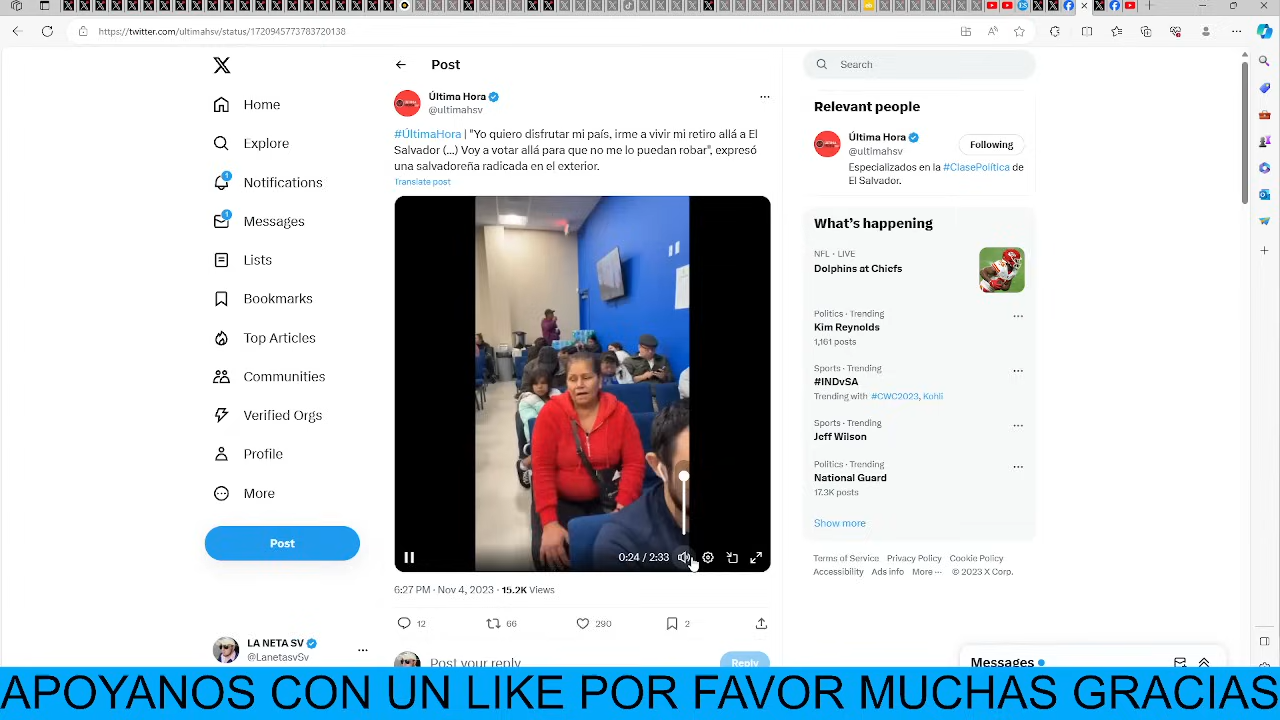 https://twitter.com/ultimahsv/status/1720945773783720138
Home
Explore
1
Notifications
1
Messages
Lists
Bookmarks
Top Articles
Communities
Verified Orgs
Profile
More
Post
LA NETA SV
@LanetasvSv
Post
Última Hora
@ultimahsv
#ÚltimaHora | "Yo quiero disfrutar mi país, irme a vivir mi retiro allá a El
Salvador (...) Voy a votar allá para que no me lo puedan robar", expresó
una salvadoreña radicada en el exterior.
Translate post
0:24 / 2:33
6:27 PM · Nov 4, 2023 · 15.2K Views
12 66 290 2
Post your reply
Reply
Search
Relevant people
Última Hora
@ultimahsv
Following
Especializados en la #ClasePolítica de
El Salvador.
What's happening
NFL · LIVE
Dolphins at Chiefs
Politics · Trending
Kim Reynolds
1,161 posts
Sports · Trending
#INDvSA
Trending with #CWC2023, Kohli
Sports · Trending
Jeff Wilson
Politics · Trending
National Guard
17.3K posts
Show more
Terms of Service Privacy Policy Cookie Policy
Accessibility Ads info More ··· © 2023 X Corp.
Messages
APOYANOS CON UN LIKE POR FAVOR MUCHAS GRACIAS